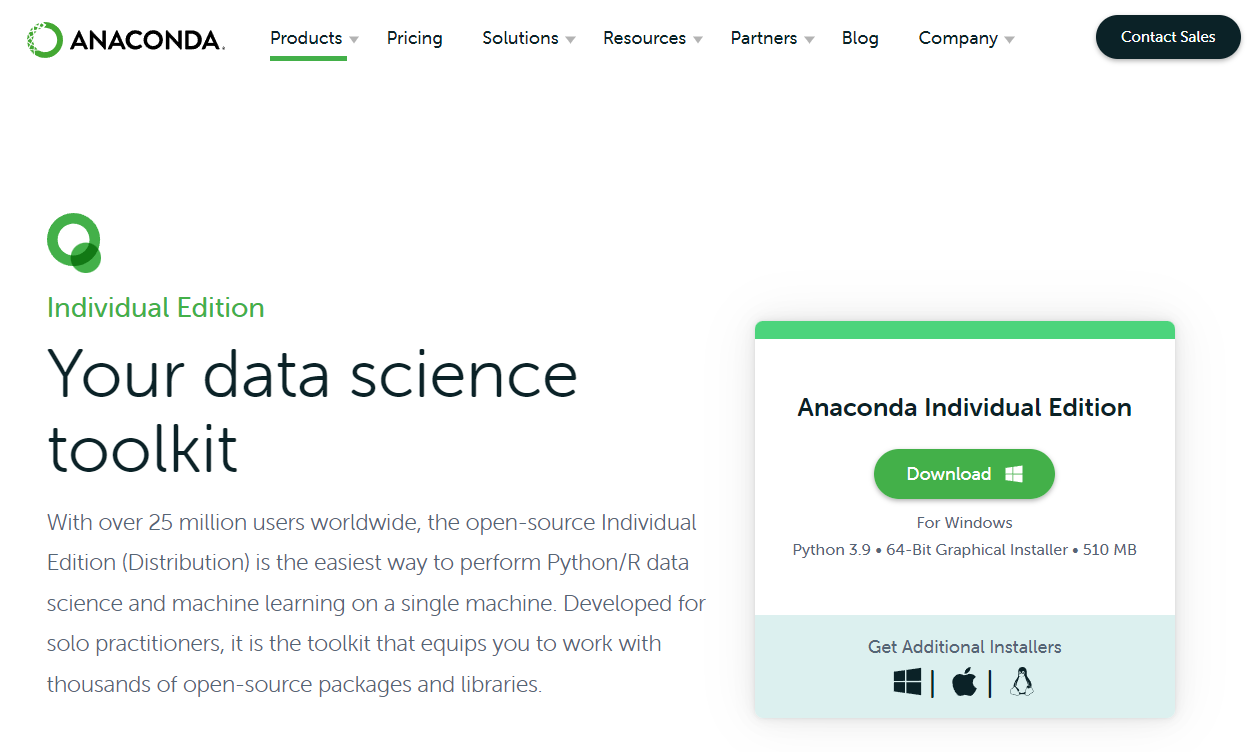 ANACONDA.
Products Pricing Solutions Resources Partners Blog Company Contact Sales
Individual Edition
Your data science
toolkit
With over 25 million users worldwide, the open-source Individual
Edition (Distribution) is the easiest way to perform Python/R data
science and machine learning on a single machine. Developed for
solo practitioners, it is the toolkit that equips you to work with
thousands of open-source packages and libraries.
Anaconda Individual Edition
Download
For Windows
Python 3.9 • 64-Bit Graphical Installer • 510 MB
Get Additional Installers